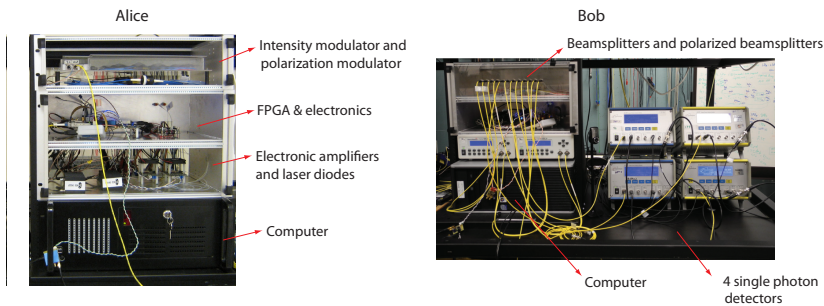 Alice
Intensity modulator and
polarization modulator
FPGA & electronics
Electronic amplifiers
and laser diodes
Computer
Bob
Beamsplitters and polarized beamsplitters
Computer
4 single photon
detectors